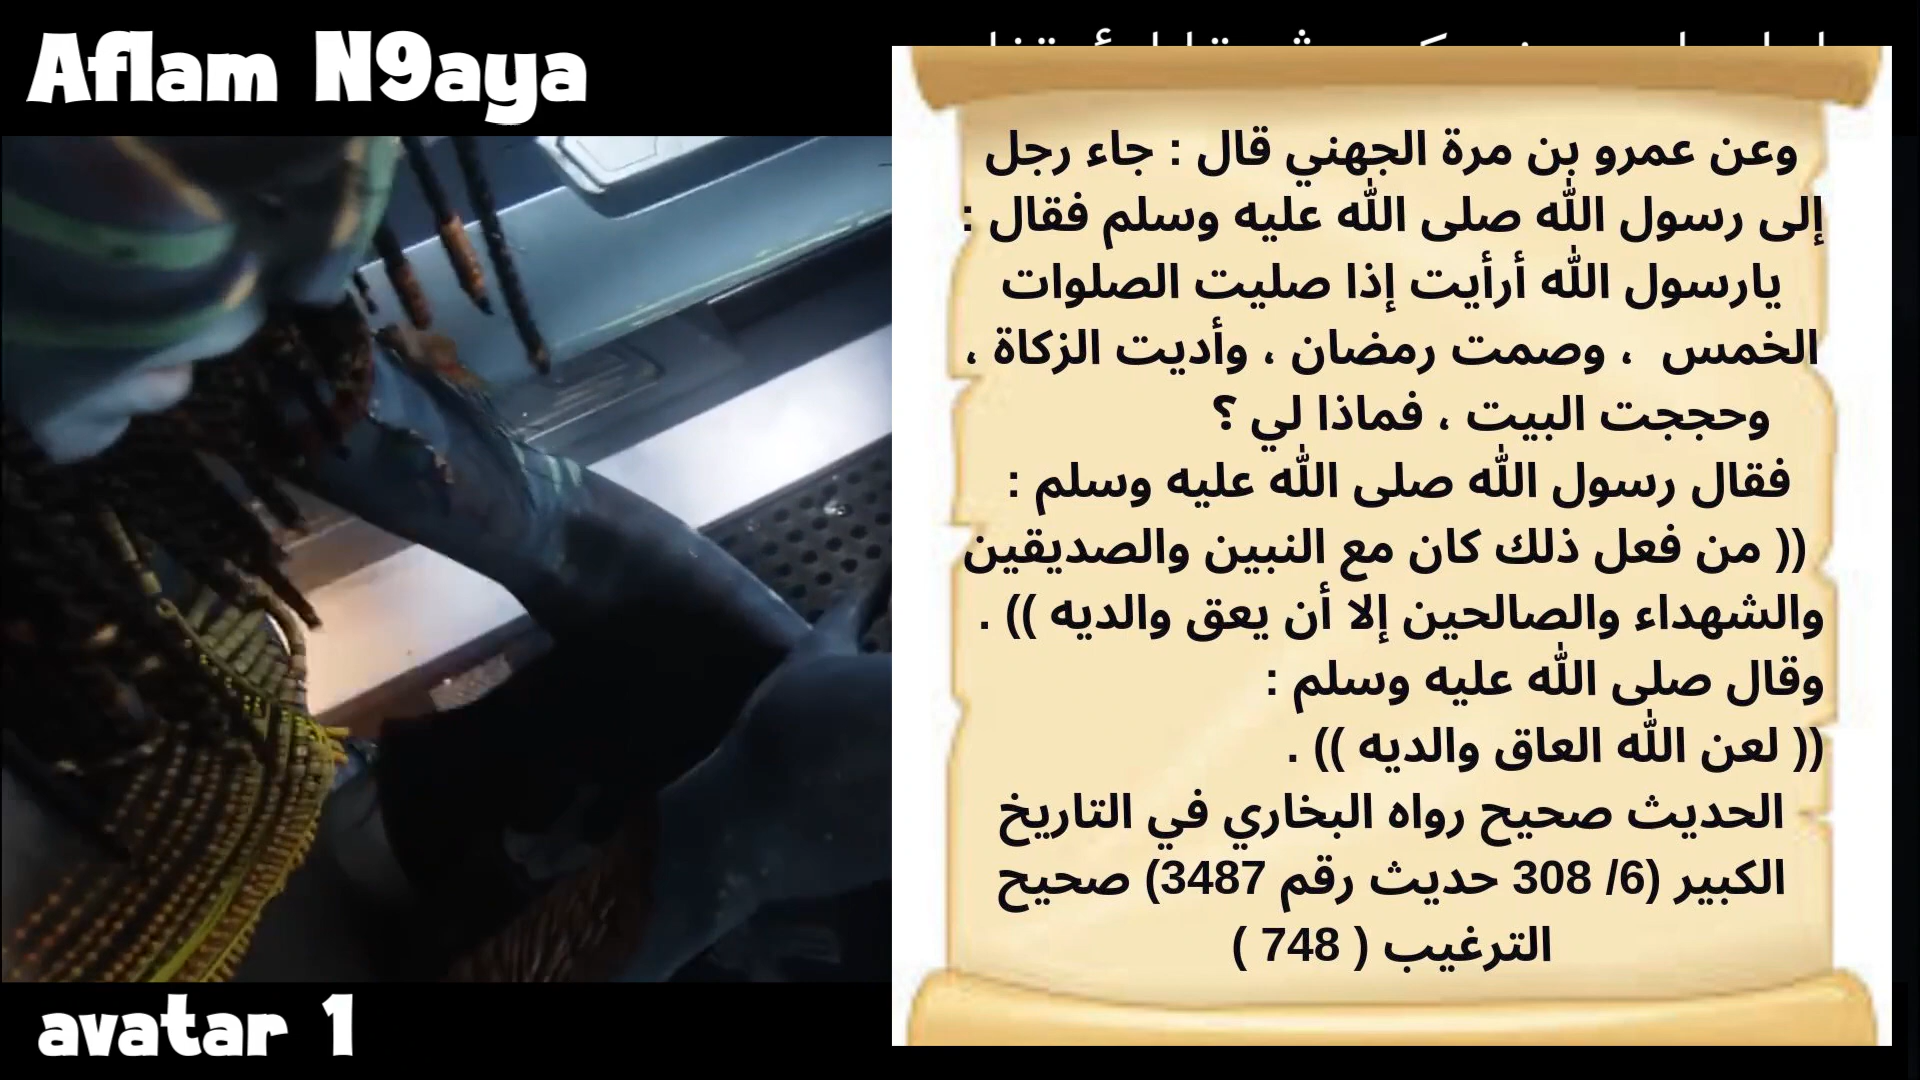 Aflam N9aya
وعن عمرو بن مرة الجهني قال : جاء رجل
إلى رسول الله صلى الله عليه وسلم فقال :
يارسول الله أرأيت إذا صليت الصلوات
الخمس ، وصمت رمضان ، وأديت الزكاة ،
وحججت البيت ، فماذا لي ؟
فقال رسول الله صلى الله عليه وسلم :
(( من فعل ذلك كان مع النبين والصديقين
والشهداء والصالحين إلا أن يعق والديه )) .
وقال صلى الله عليه وسلم :
(( لعن الله العاق والديه )) .
الحديث صحيح رواه البخاري في التاريخ
الكبير (6/ 308 حديث رقم 3487) صحيح
الترغيب ( 748 )
avatar 1